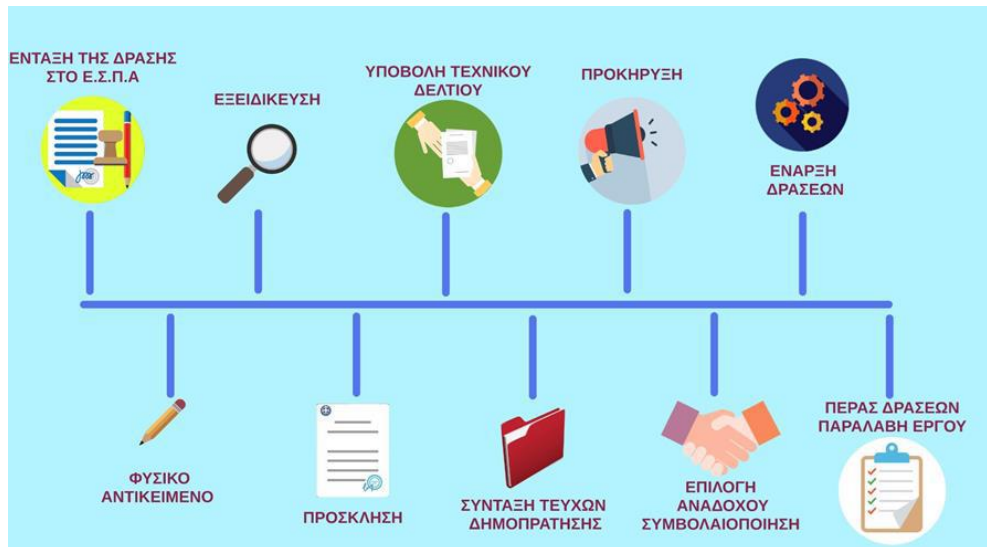 ΕΝΤΑΞΗ ΤΗΣ ΔΡΑΣΗΣ
ΣΤΟ Ε.Σ.Π.Α
ΕΞΕΙΔΙΚΕΥΣΗ
ΥΠΟΒΟΛΗ ΤΕΧΝΙΚΟΥ
ΔΕΛΤΙΟΥ
ΠΡΟΚΗΡΥΞΗ
ΕΝΑΡΞΗ
ΔΡΑΣΕΩΝ
ΦΥΣΙΚΟ
ΑΝΤΙΚΕΙΜΕΝΟ
ΠΡΟΣΚΛΗΣΗ
ΣΥΝΤΑΞΗ ΤΕΥΧΩΝ
ΔΗΜΟΠΡΑΤΗΣΗΣ
ΕΠΙΛΟΓΗ
ΑΝΑΔΟΧΟΥ
ΣΥΜΒΟΛΑΙΟΠΟΙΗΣΗ
ΠΕΡΑΣ ΔΡΑΣΕΩΝ
ΠΑΡΑΛΑΒΗ ΕΡΓΟΥ